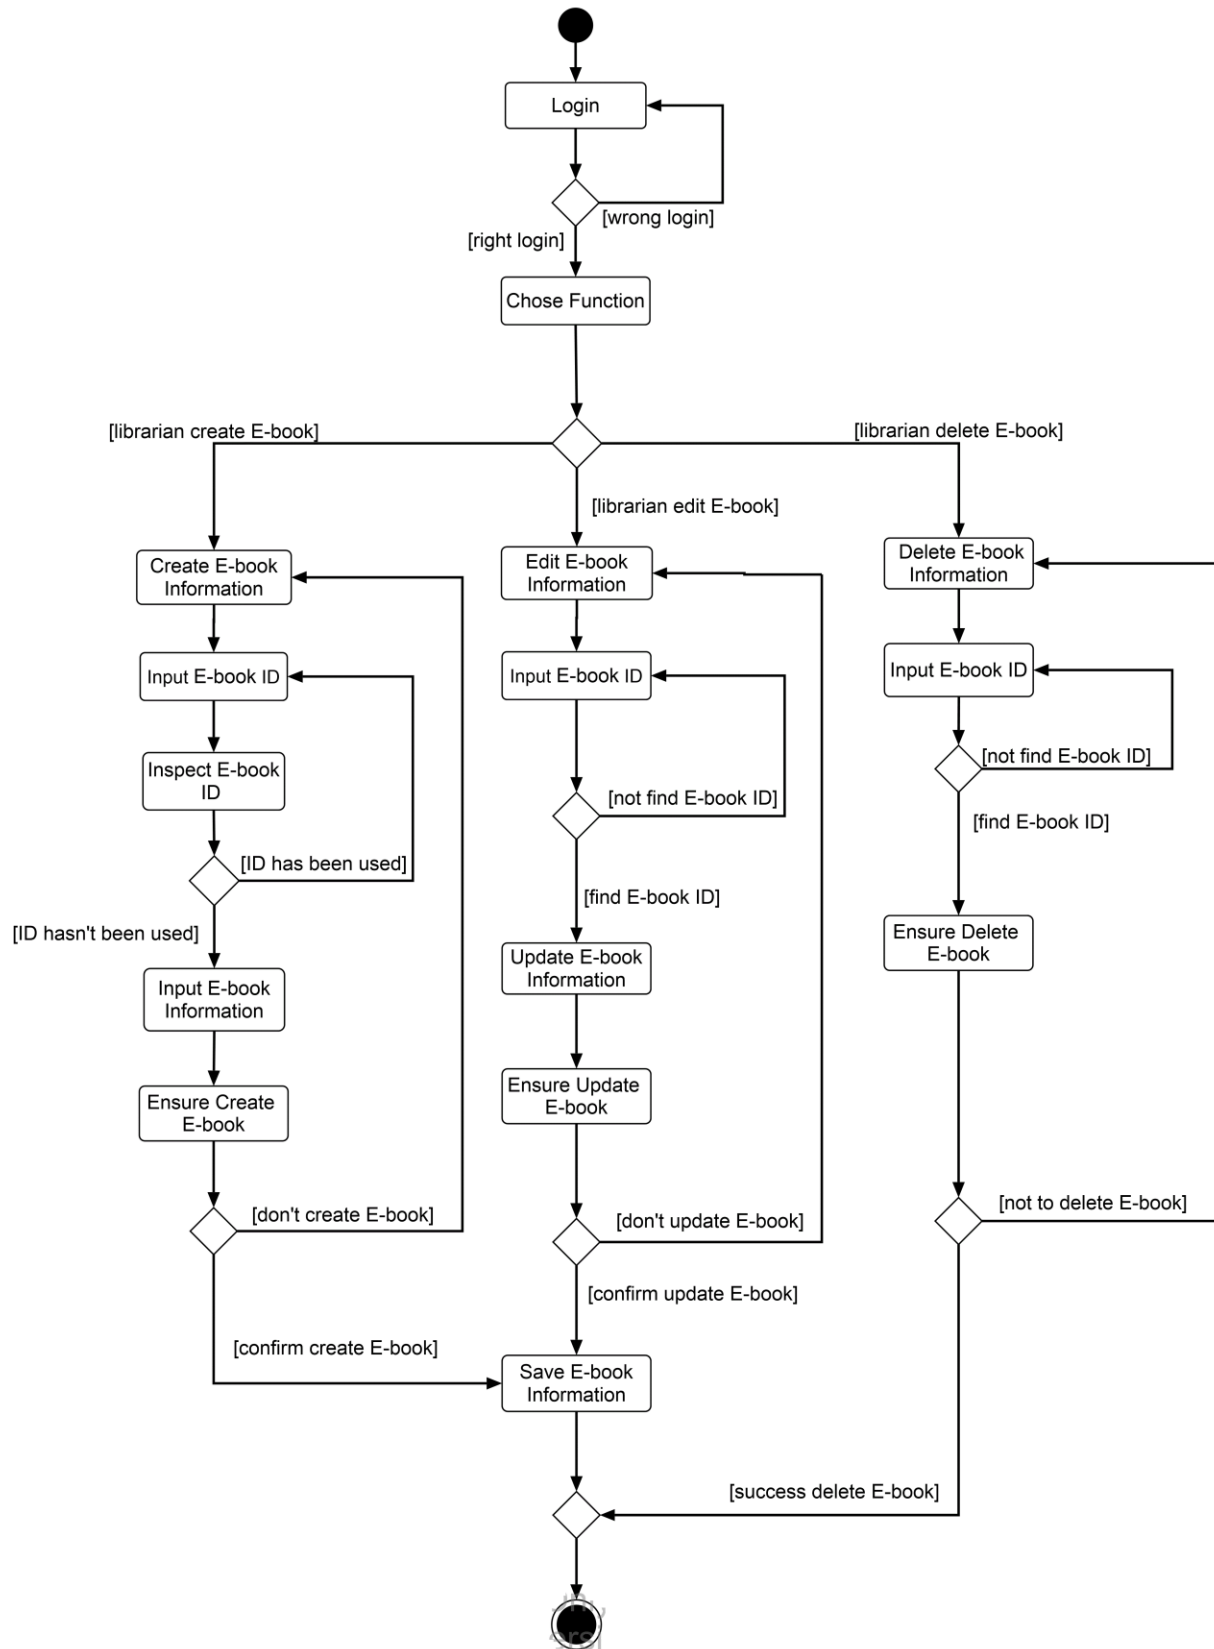 Login
[wrong login]
[right login]
Chose Function
[librarian create E-book]
[librarian delete E-book]
[librarian edit E-book]
Create E-book
Information
Edit E-book
Information
Delete E-book
Information
Input E-book ID
Input E-book ID
Input E-book ID
Inspect E-book
ID
[not find E-book ID]
[not find E-book ID]
[find E-book ID]
[ID has been used]
[find E-book ID]
[ID hasn't been used]
Ensure Delete
E-book
Update E-book
Information
Input E-book
Information
Ensure Update
E-book
Ensure Create
E-book
[don't create E-book]
[don't update E-book]
[not to delete E-book]
[confirm update E-book]
[confirm create E-book]
Save E-book
Information
[success delete E-book]